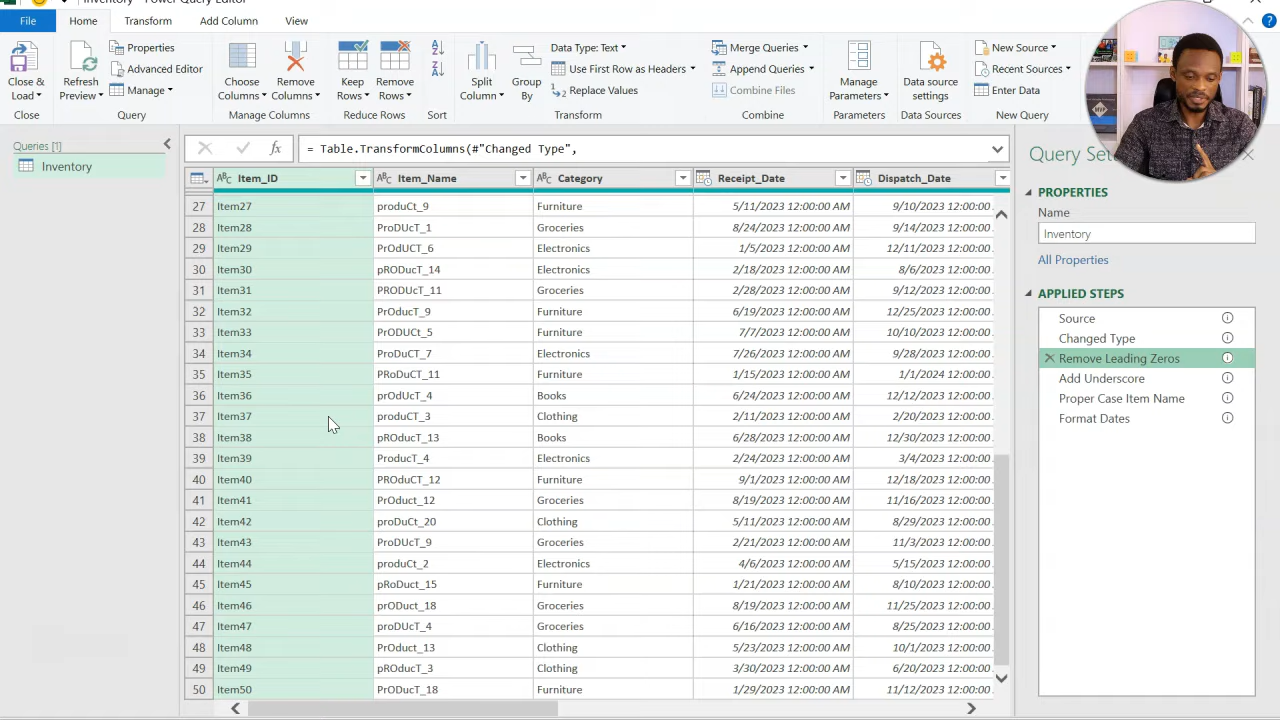 Inventory - Power Query Editor
File Home Transform Add Column View
Close & Load
Close
Refresh Preview
Properties
Advanced Editor
Manage
Query
Choose Columns
Remove Columns
Manage Columns
Keep Rows
Remove Rows
Reduce Rows
Sort
Split Column
Group By
Data Type: Text
Use First Row as Headers
Replace Values
Transform
Merge Queries
Append Queries
Combine Files
Combine
Manage Parameters
Parameters
Data source settings
Data Sources
New Source
Recent Sources
Enter Data
New Query
Queries [1]
Inventory
fx = Table.TransformColumns(#"Changed Type",
Item_ID Item_Name Category Receipt_Date Dispatch_Date
27 Item27 produCt_9 Furniture 5/11/2023 12:00:00 AM 9/10/2023 12:00:00
28 Item28 ProDUcT_1 Groceries 8/24/2023 12:00:00 AM 9/14/2023 12:00:00
29 Item29 PrOdUCT_6 Electronics 1/5/2023 12:00:00 AM 12/11/2023 12:00:00
30 Item30 pRODucT_14 Electronics 2/18/2023 12:00:00 AM 8/6/2023 12:00:00
31 Item31 PRODUcT_11 Groceries 2/28/2023 12:00:00 AM 9/12/2023 12:00:00
32 Item32 PrOducT_9 Furniture 6/19/2023 12:00:00 AM 12/25/2023 12:00:00
33 Item33 PrODUCt_5 Furniture 7/7/2023 12:00:00 AM 10/10/2023 12:00:00
34 Item34 ProDuCT_7 Electronics 7/26/2023 12:00:00 AM 9/28/2023 12:00:00
35 Item35 PRoDuCT_11 Furniture 1/15/2023 12:00:00 AM 1/1/2024 12:00:00
36 Item36 prOdUcT_4 Books 6/24/2023 12:00:00 AM 12/12/2023 12:00:00
37 Item37 produCT_3 Clothing 2/11/2023 12:00:00 AM 2/20/2023 12:00:00
38 Item38 pROducT_13 Books 6/28/2023 12:00:00 AM 12/30/2023 12:00:00
39 Item39 ProducT_4 Electronics 2/24/2023 12:00:00 AM 3/4/2023 12:00:00
40 Item40 PROduCT_12 Furniture 9/1/2023 12:00:00 AM 12/18/2023 12:00:00
41 Item41 PrOduct_12 Groceries 8/19/2023 12:00:00 AM 11/16/2023 12:00:00
42 Item42 proDuCt_20 Clothing 5/11/2023 12:00:00 AM 8/29/2023 12:00:00
43 Item43 ProDUcT_9 Groceries 2/21/2023 12:00:00 AM 11/3/2023 12:00:00
44 Item44 produCt_2 Electronics 4/6/2023 12:00:00 AM 5/15/2023 12:00:00
45 Item45 pRoDuct_15 Furniture 1/21/2023 12:00:00 AM 8/10/2023 12:00:00
46 Item46 prODuct_18 Groceries 8/19/2023 12:00:00 AM 11/25/2023 12:00:00
47 Item47 proDUcT_4 Groceries 6/16/2023 12:00:00 AM 8/25/2023 12:00:00
48 Item48 PrOduct_13 Clothing 5/23/2023 12:00:00 AM 10/1/2023 12:00:00
49 Item49 pROducT_3 Clothing 3/30/2023 12:00:00 AM 6/20/2023 12:00:00
50 Item50 PrODucT_18 Furniture 1/29/2023 12:00:00 AM 11/12/2023 12:00:00
PROPERTIES
Name
Inventory
All Properties
APPLIED STEPS
Source
Changed Type
Remove Leading Zeros
Add Underscore
Proper Case Item Name
Format Dates